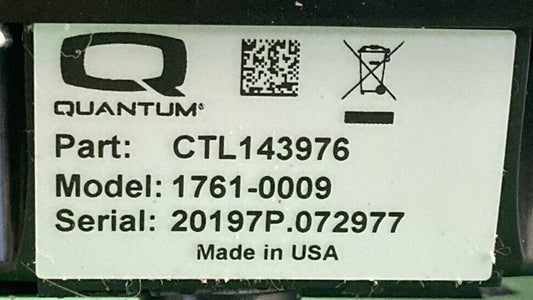 QUANTUM®
Part: CTL143976
Model: 1761-0009
Serial: 20197P.072977
Made in USA